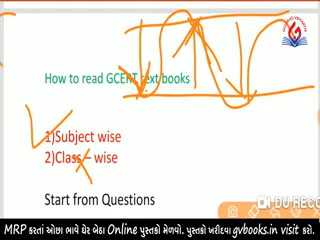 How to read GCERT text books
1)Subject wise
2)Class – wise
Start from Questions
DU RECO
MRP કરતાં ઓછા ભાવે ઘેર બેઠા Online પુસ્તકો મેળવો. પુસ્તકો ખરીદવા gvbooks.in visit કરો.